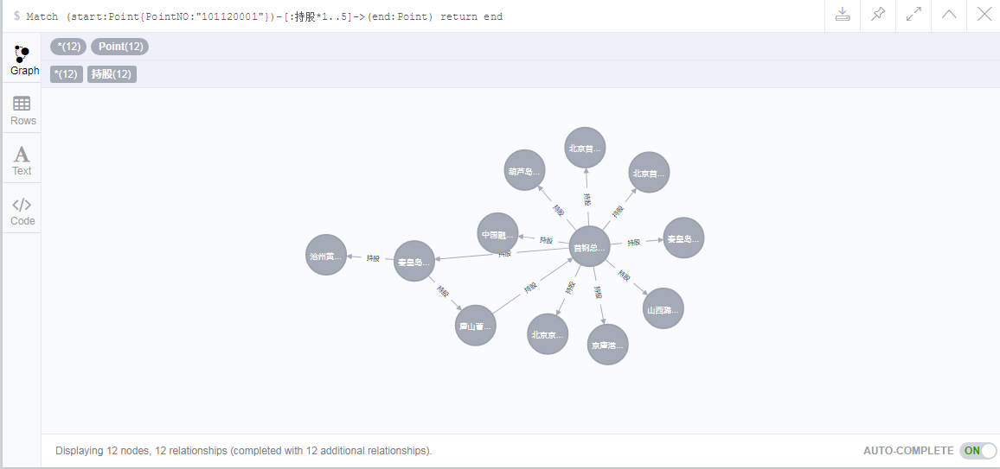 $ Match (start:Point{PointNO:"101120001"})-[:持股*1..5]->(end:Point) return end
*(12) Point(12)
*(12) 持股(12)
Graph
Rows
Text
Code
北京首...
葫芦岛...
北京首...
持股
持股
持股
中国融...
持股
首钢总...
持股
秦皇岛...
沧州黄...
持股
秦皇岛...
持股
持股
持股
持股
持股
持股
山西潞...
唐山曹...
北京京...
京唐港...
Displaying 12 nodes, 12 relationships (completed with 12 additional relationships).
AUTO-COMPLETE ON